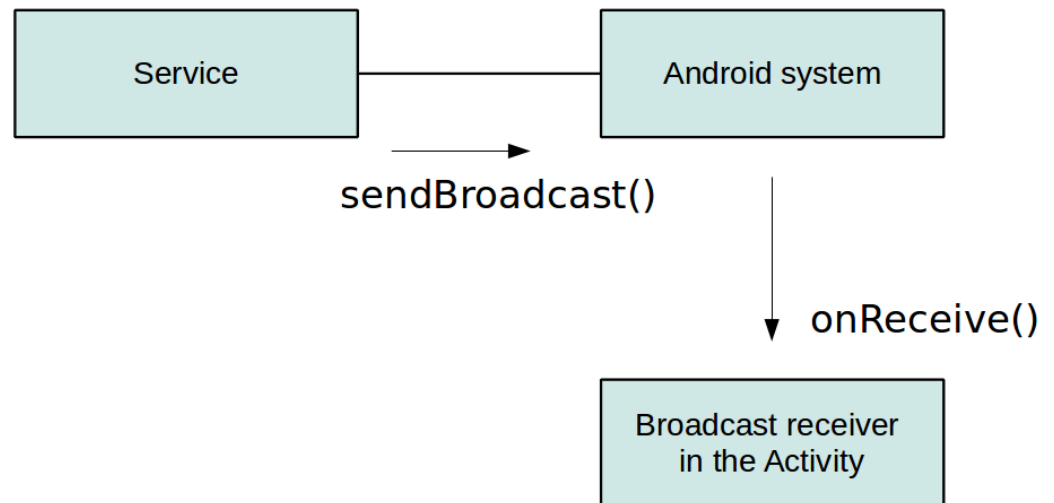 Service
Android system
sendBroadcast()
onReceive()
Broadcast receiver
in the Activity